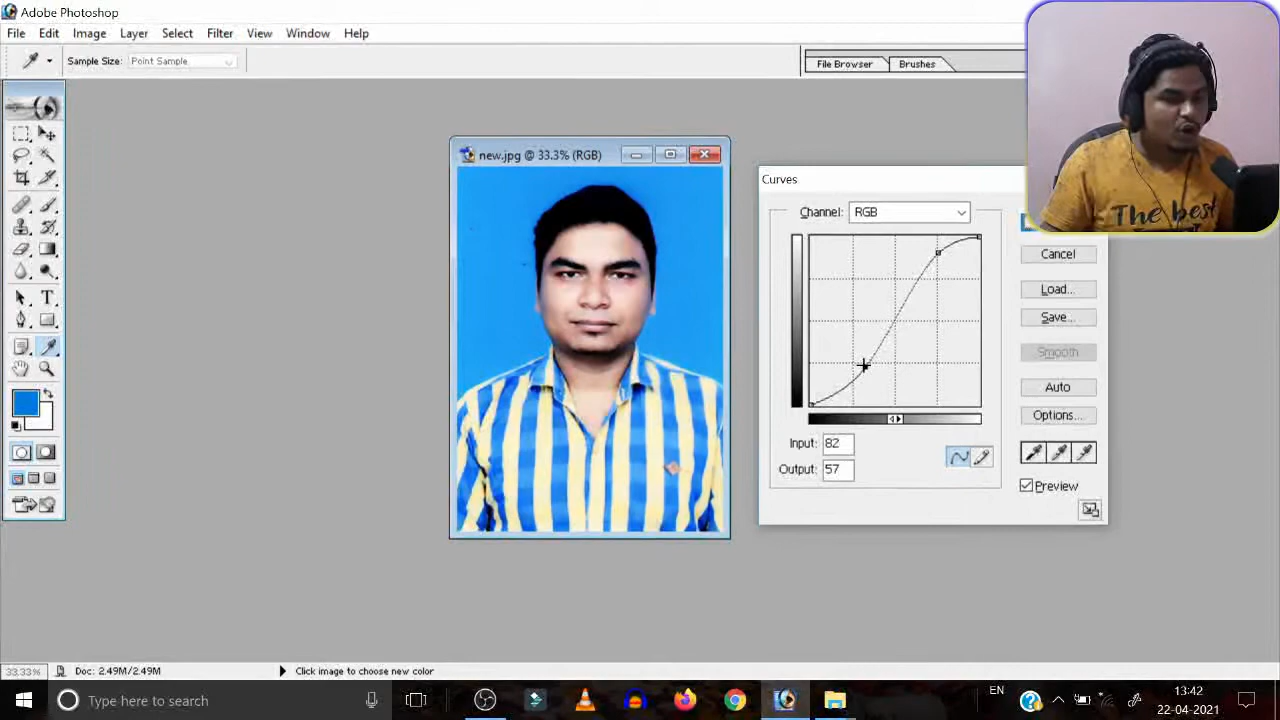 Adobe Photoshop
File Edit Image Layer Select Filter View Window Help
Sample Size: Point Sample
File Browser Brushes
new.jpg @ 33.3% (RGB)
The best
Curves
Channel: RGB
Cancel
Load...
Save...
Smooth
Auto
Options...
Input: 82
Output: 57
Preview
T
33.33% Doc: 2.49M/2.49M Click image to choose new color
Type here to search
EN
13:42
22-04-2021